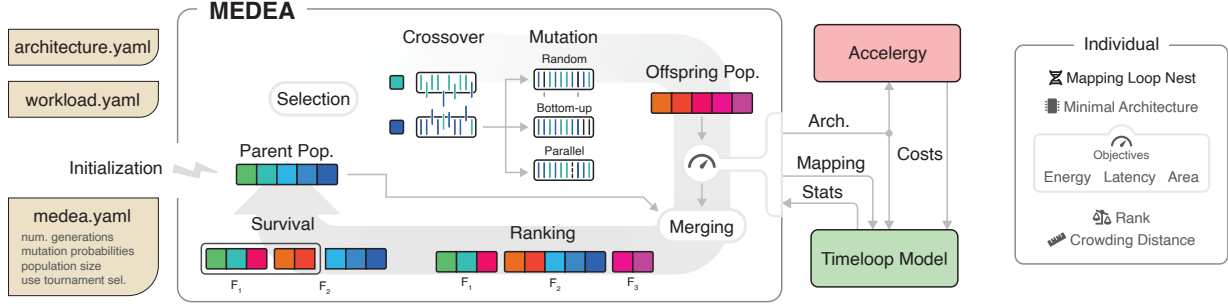 MEDEA
architecture.yaml
workload.yaml
Initialization
medea.yaml
num. generations
mutation probabilities
population size
use tournament sel.
Selection
Crossover
Mutation
Random
Bottom-up
Parallel
Offspring Pop.
Parent Pop.
Merging
Survival
F1
F2
Ranking
F1
F2
F3
Arch.
Mapping
Stats
Costs
Accelergy
Timeloop Model
Individual
Mapping Loop Nest
Minimal Architecture
Objectives
Energy Latency Area
Rank
Crowding Distance